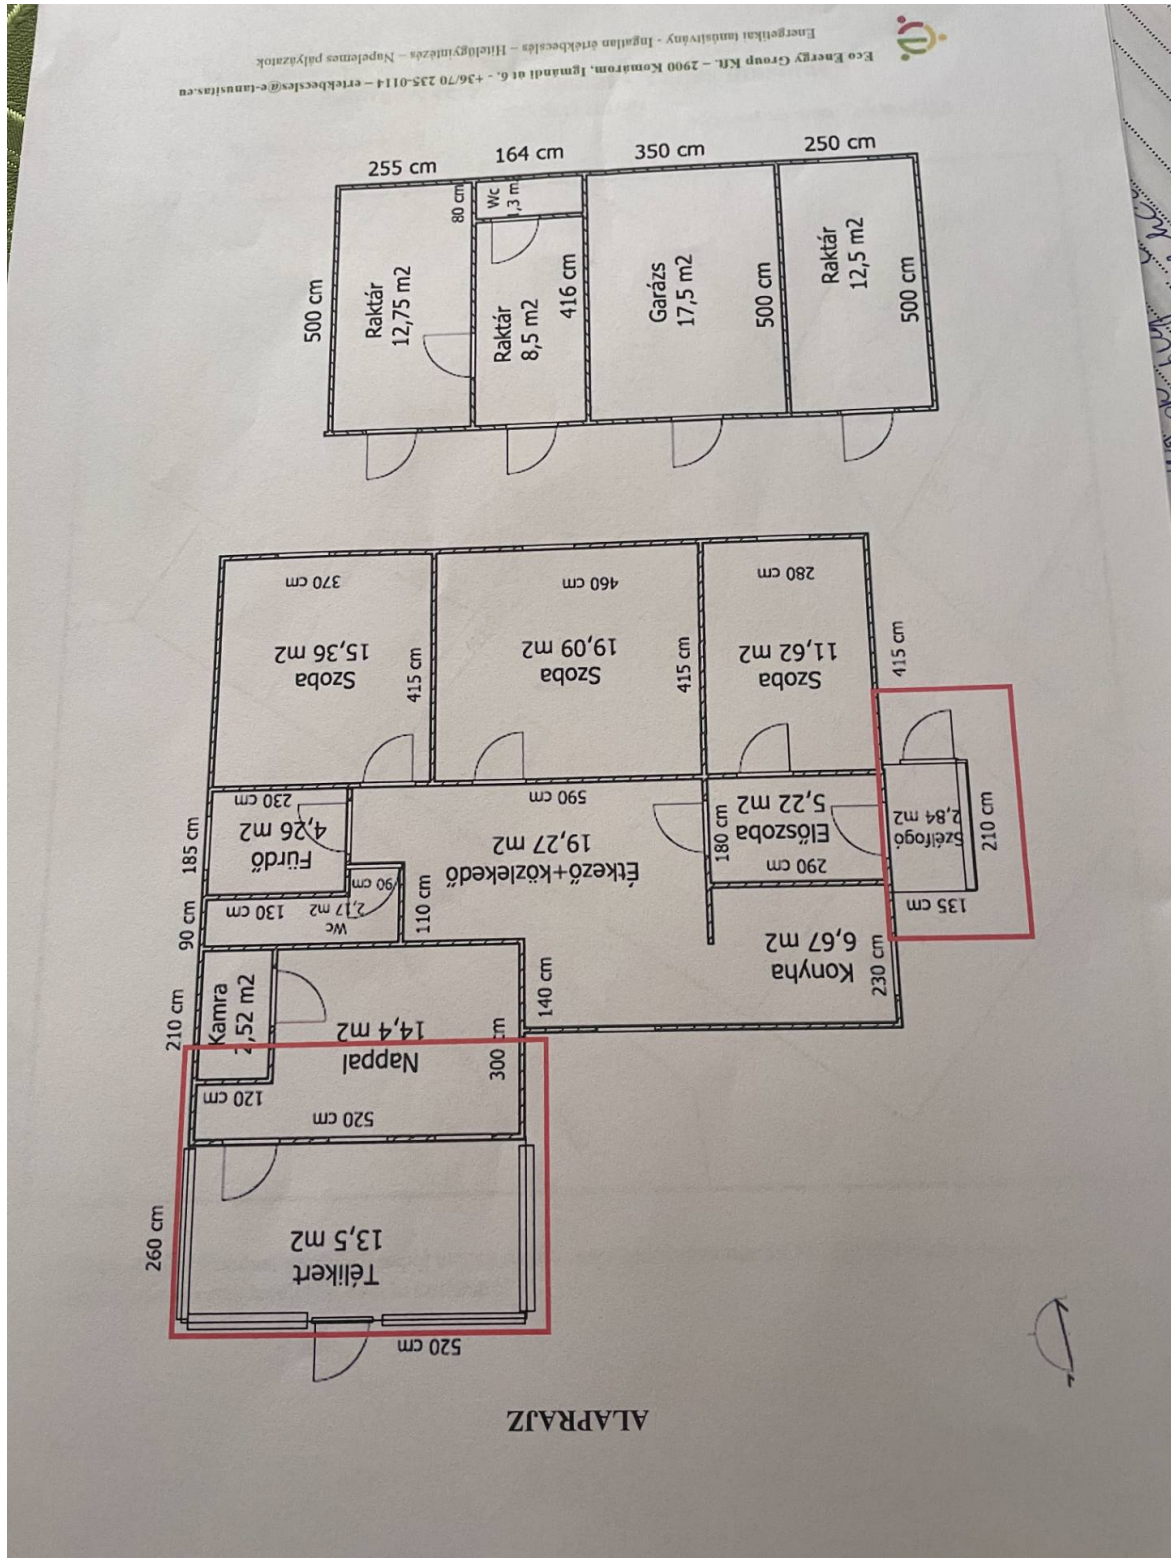 ALAPRAJZ
520 cm
260 cm
Télikert
13,5 m2
520 cm
120 cm
Nappal
14,4 m2
300 cm
210 cm
Kamra
2,52 m2
140 cm
Konyha
6,67 m2
230 cm
90 cm
130 cm
Wc
2,17 m2
90 cm
110 cm
185 cm
Fürdő
4,26 m2
230 cm
Étkező+közlekedő
19,27 m2
590 cm
290 cm
Előszoba
5,22 m2
180 cm
135 cm
Szélfogó
2,84 m2
210 cm
Szoba
15,36 m2
370 cm
415 cm
Szoba
19,09 m2
460 cm
415 cm
Szoba
11,62 m2
280 cm
415 cm
500 cm
Raktár
12,75 m2
255 cm
80 cm
Wc
1,3 m
164 cm
Raktár
8,5 m2
416 cm
350 cm
Garázs
17,5 m2
500 cm
250 cm
Raktár
12,5 m2
500 cm
Eco Energy Group Kft. – 2900 Komárom, Igmándi út 6. - +36/70 235-0114 – ertekbecsles@e-tanusitas.eu
Energetikai tanúsítvány - Ingatlan értékbecslés – Hitelügyintézés – Napelemes pályázatok